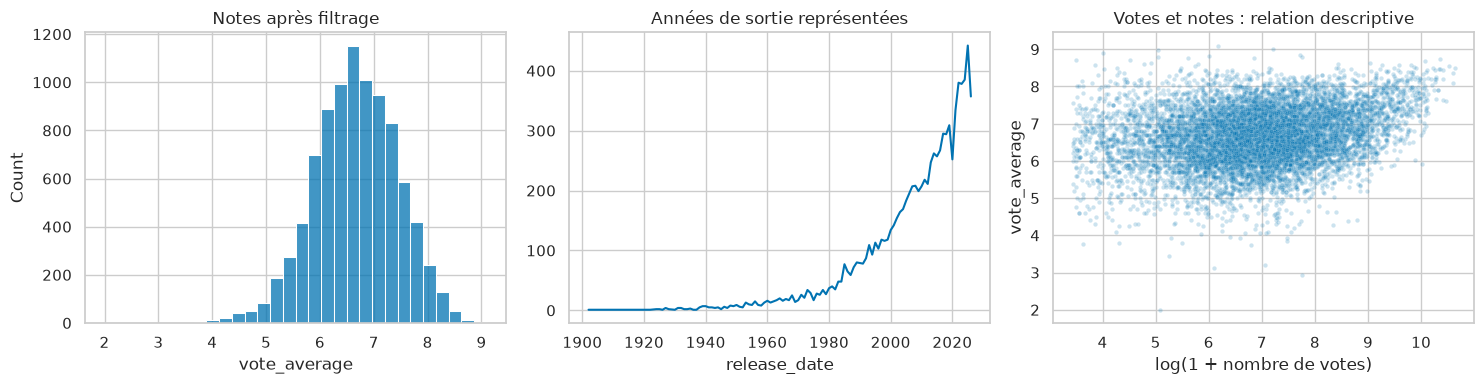 Notes après filtrage
1200
1000
800
600
400
200
0
Count
2 3 4 5 6 7 8 9
vote_average
Années de sortie représentées
400
300
200
100
0
1900 1920 1940 1960 1980 2000 2020
release_date
Votes et notes : relation descriptive
9
8
7
6
5
4
3
2
vote_average
4 5 6 7 8 9 10
log(1 + nombre de votes)